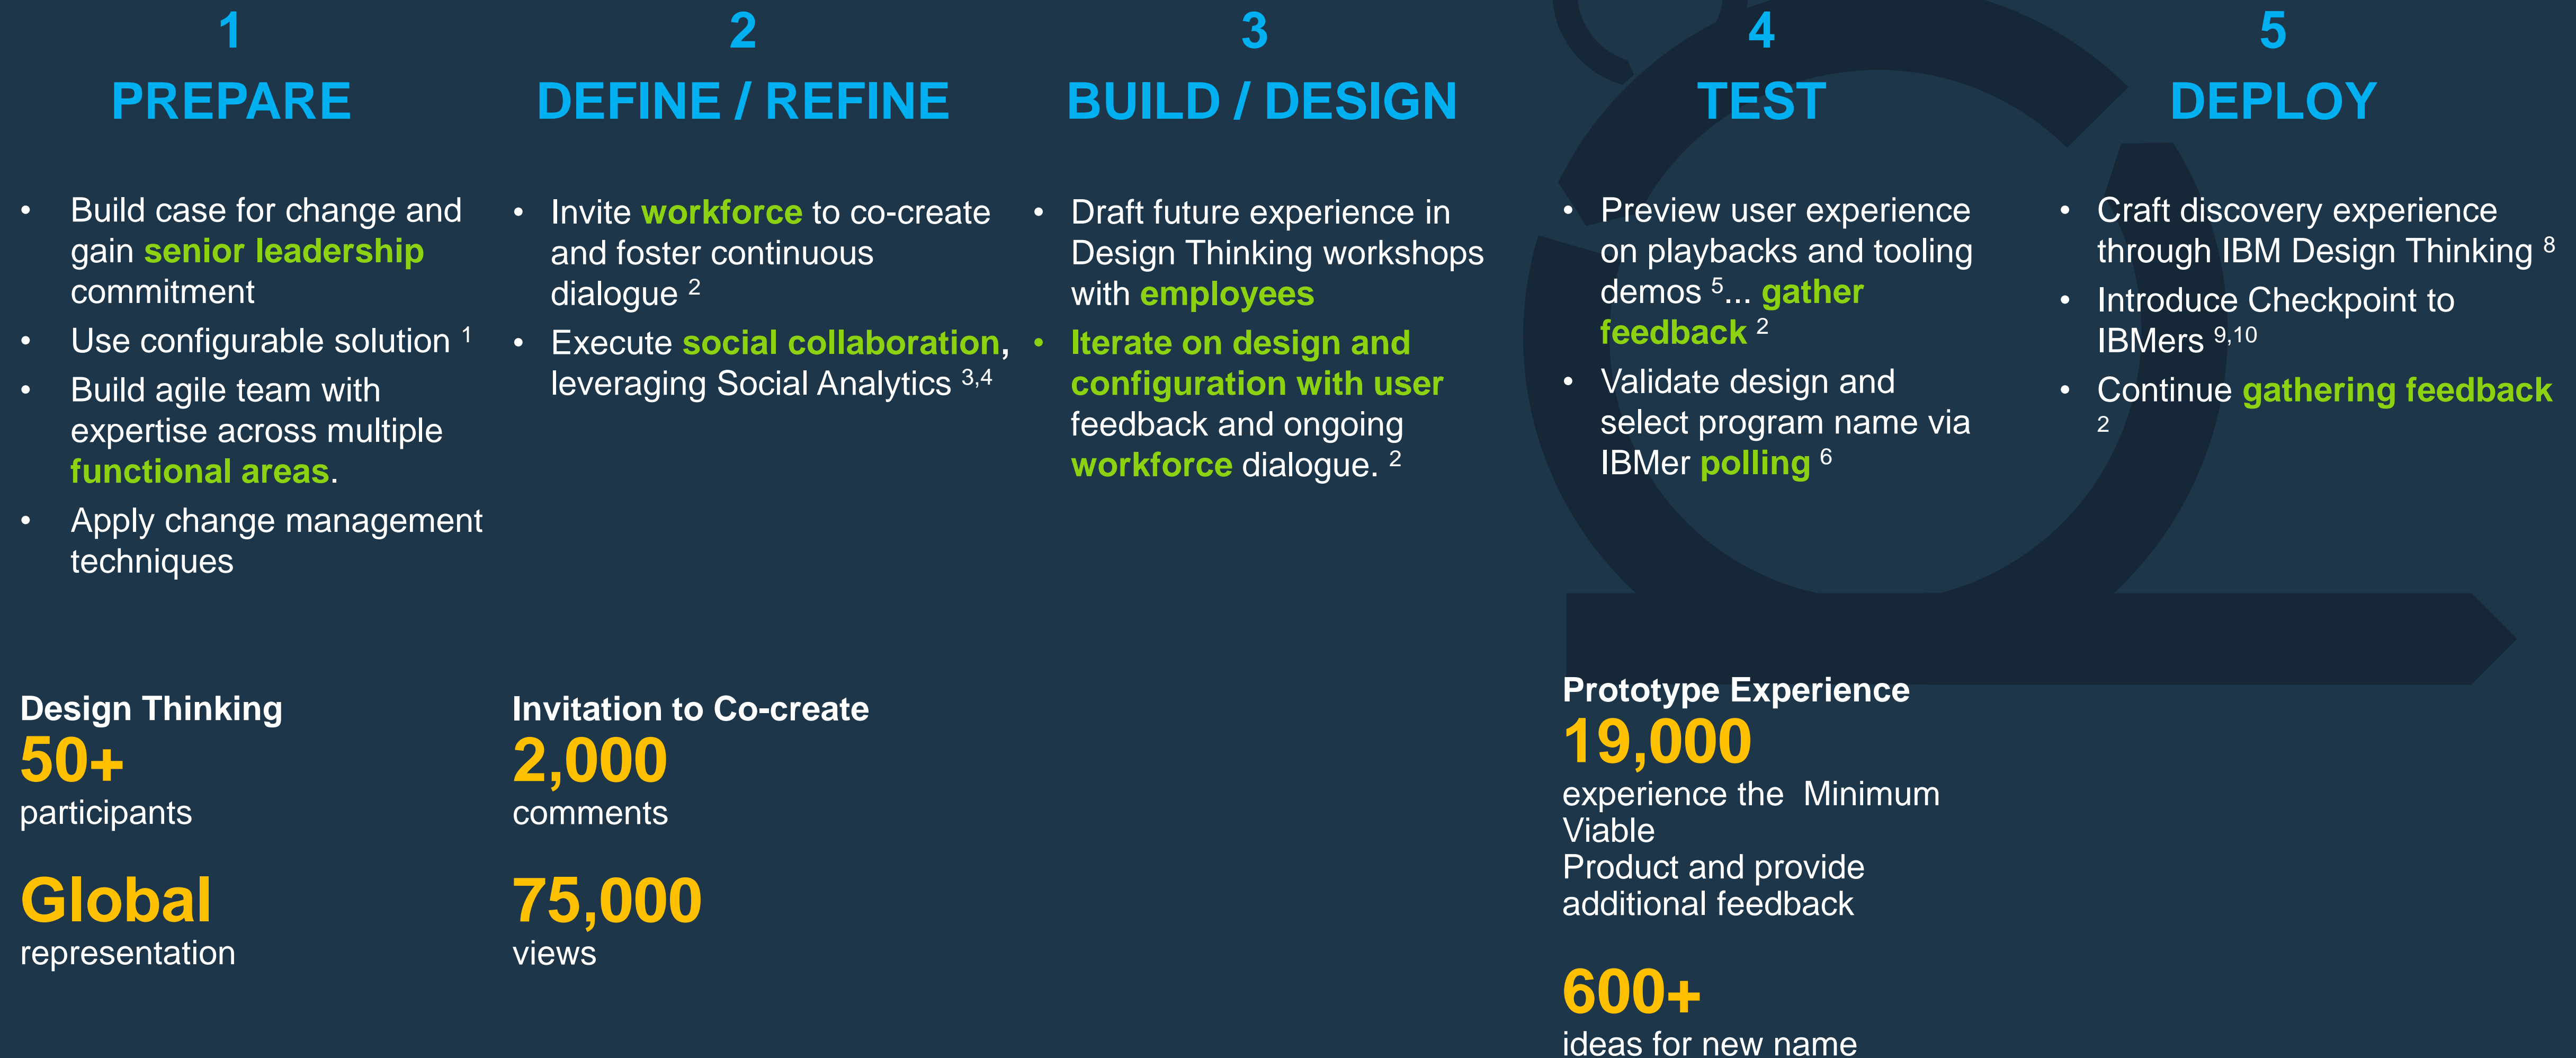 1
PREPARE
• Build case for change and
gain senior leadership
commitment
• Use configurable solution 1
• Build agile team with
expertise across multiple
functional areas.
• Apply change management
techniques
Design Thinking
50+
participants
Global
representation
2
DEFINE / REFINE
• Invite workforce to co-create
and foster continuous
dialogue 2
• Execute social collaboration,
leveraging Social Analytics 3,4
Invitation to Co-create
2,000
comments
75,000
views
3
BUILD / DESIGN
• Draft future experience in
Design Thinking workshops
with employees
• Iterate on design and
configuration with user
feedback and ongoing
workforce dialogue. 2
4
TEST
• Preview user experience
on playbacks and tooling
demos 5... gather
feedback 2
• Validate design and
select program name via
IBMer polling 6
Prototype Experience
19,000
experience the  Minimum
Viable
Product and provide
additional feedback
600+
ideas for new name
5
DEPLOY
• Craft discovery experience
through IBM Design Thinking 8
• Introduce Checkpoint to
IBMers 9,10
• Continue gathering feedback
2